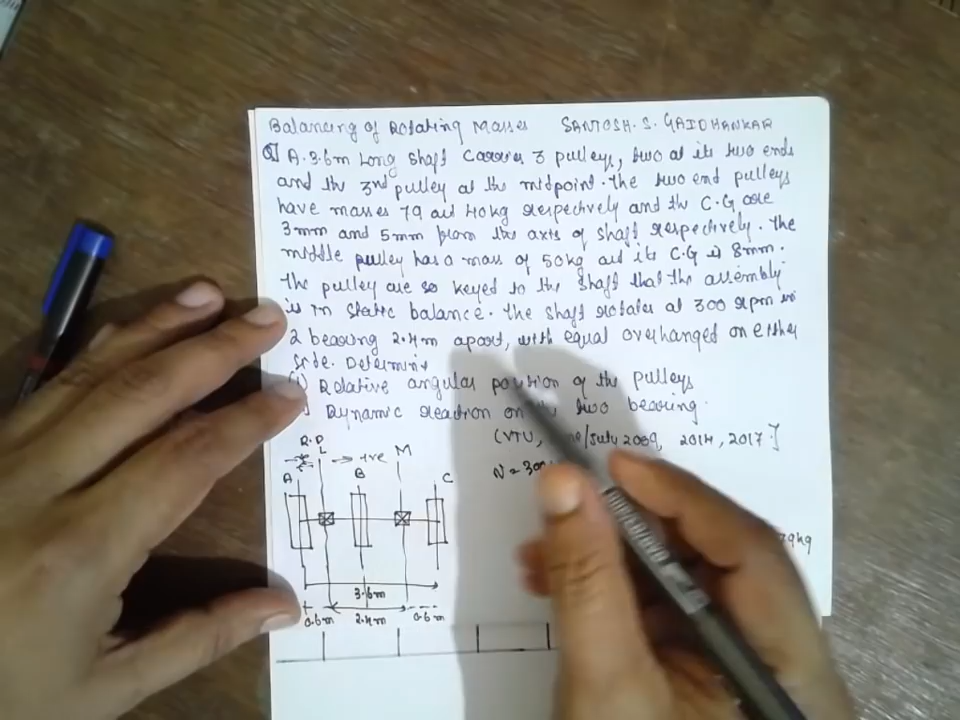 Balancing of Rotating Masses SANTOSH. S. GAIDHANKAR
Q] A. 3.6m Long shaft Carries 3 pulleys, two at its two ends
and the 3rd pulley at the midpoint. The two end pulleys
have masses 79 and 40kg respectively and the C.G are
3mm and 5mm from the axis of shaft respectively. The
middle pulley has a mass of 50kg and its C.G is 8mm.
The pulley are so keyed to the shaft that the assembly
is in static balance. The shaft rotates at 300 rpm in
2 bearing 2.4m apart, with equal overhanged on either
side. Determine
(i) Relative angular position of the pulleys
Dynamic reaction on the two bearing.
(VTU, June/July 2009, 2014, 2017]
R.P
L → +ve M
N = 300
A B C
79kg
3.6m
0.6m 2.4m 0.6m